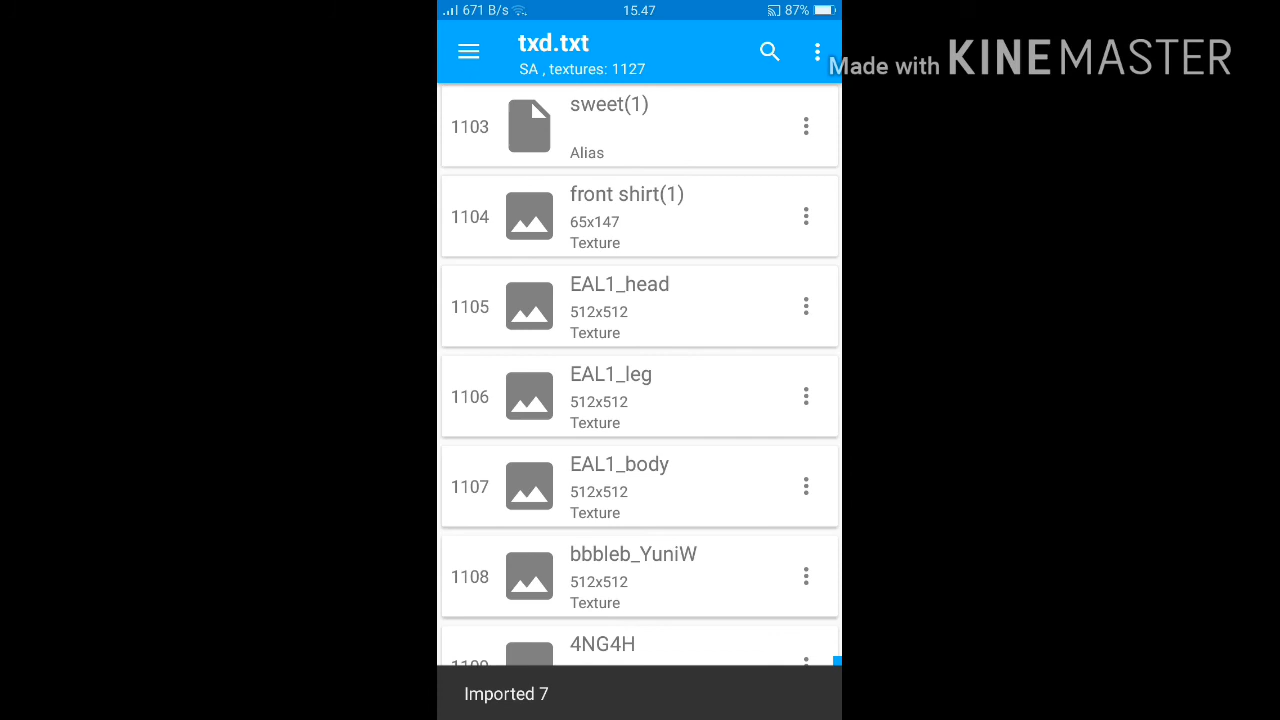 671 B/s 15.47 87%
txd.txt
SA , textures: 1127
Made with KINEMASTER
sweet(1)
1103
Alias
front shirt(1)
1104
65x147
Texture
EAL1_head
1105
512x512
Texture
EAL1_leg
1106
512x512
Texture
EAL1_body
1107
512x512
Texture
bbbleb_YuniW
1108
512x512
Texture
4NG4H
Imported 7